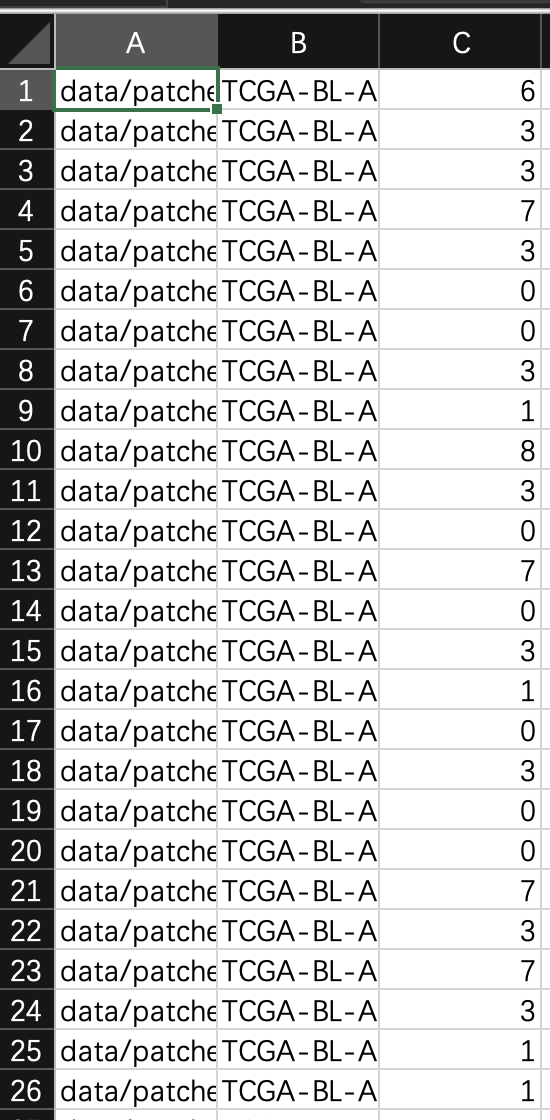 A B C
1 data/patche TCGA-BL-A 6
2 data/patche TCGA-BL-A 3
3 data/patche TCGA-BL-A 3
4 data/patche TCGA-BL-A 7
5 data/patche TCGA-BL-A 3
6 data/patche TCGA-BL-A 0
7 data/patche TCGA-BL-A 0
8 data/patche TCGA-BL-A 3
9 data/patche TCGA-BL-A 1
10 data/patche TCGA-BL-A 8
11 data/patche TCGA-BL-A 3
12 data/patche TCGA-BL-A 0
13 data/patche TCGA-BL-A 7
14 data/patche TCGA-BL-A 0
15 data/patche TCGA-BL-A 3
16 data/patche TCGA-BL-A 1
17 data/patche TCGA-BL-A 0
18 data/patche TCGA-BL-A 3
19 data/patche TCGA-BL-A 0
20 data/patche TCGA-BL-A 0
21 data/patche TCGA-BL-A 7
22 data/patche TCGA-BL-A 3
23 data/patche TCGA-BL-A 7
24 data/patche TCGA-BL-A 3
25 data/patche TCGA-BL-A 1
26 data/patche TCGA-BL-A 1